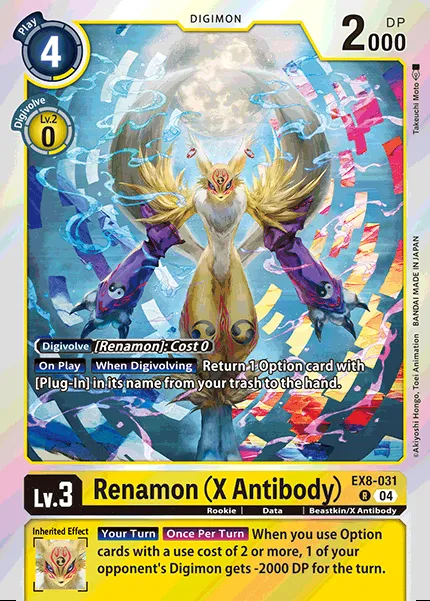 Play
4
DIGIMON
2000
DP
Digivolve
Lv.2
0
Takeuchi Moto
©Akiyoshi Hongo, Toei Animation BANDAI MADE IN JAPAN
Digivolve [Renamon]: Cost 0
On Play When Digivolving Return 1 Option card with
[Plug-In] in its name from your trash to the hand.
Lv.3
Renamon (X Antibody)
EX8-031
R 04
Rookie | Data | Beastkin/X Antibody
Inherited Effect
Your Turn Once Per Turn When you use Option
cards with a use cost of 2 or more, 1 of your
opponent's Digimon gets -2000 DP for the turn.